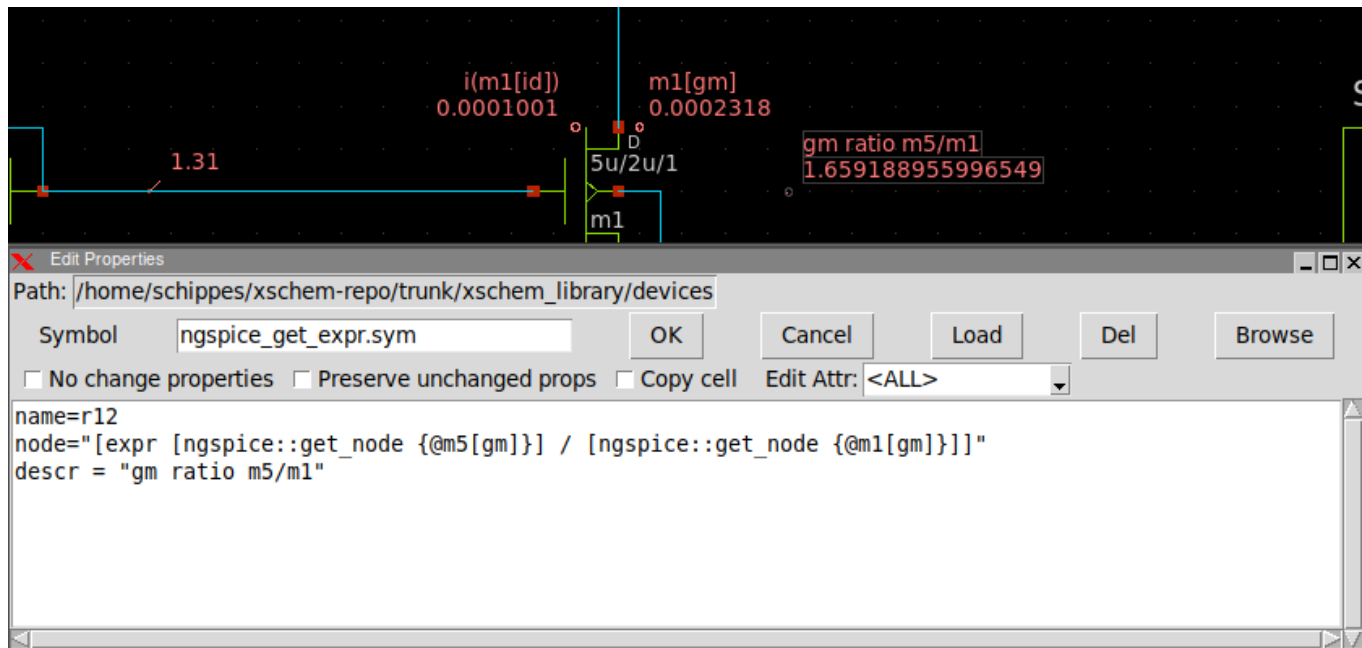 i(m1[id])
0.0001001
m1[gm]
0.0002318
D
gm ratio m5/m1
1.659188955996549
1.31
5u/2u/1
m1
Edit Properties
Path: /home/schippes/xschem-repo/trunk/xschem_library/devices
Symbol ngspice_get_expr.sym OK Cancel Load Del Browse
No change properties Preserve unchanged props Copy cell Edit Attr: <ALL>
name=r12
node="[expr [ngspice::get_node {@m5[gm]}] / [ngspice::get_node {@m1[gm]}]]"
descr = "gm ratio m5/m1"